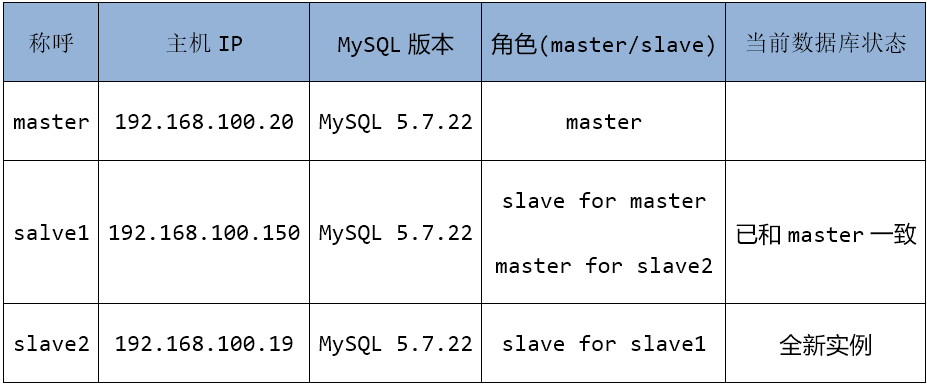 称呼 主机 IP MySQL 版本 角色(master/slave) 当前数据库状态
master 192.168.100.20 MySQL 5.7.22 master
salve1 192.168.100.150 MySQL 5.7.22 slave for master
master for slave2 已和 master 一致
slave2 192.168.100.19 MySQL 5.7.22 slave for slave1 全新实例